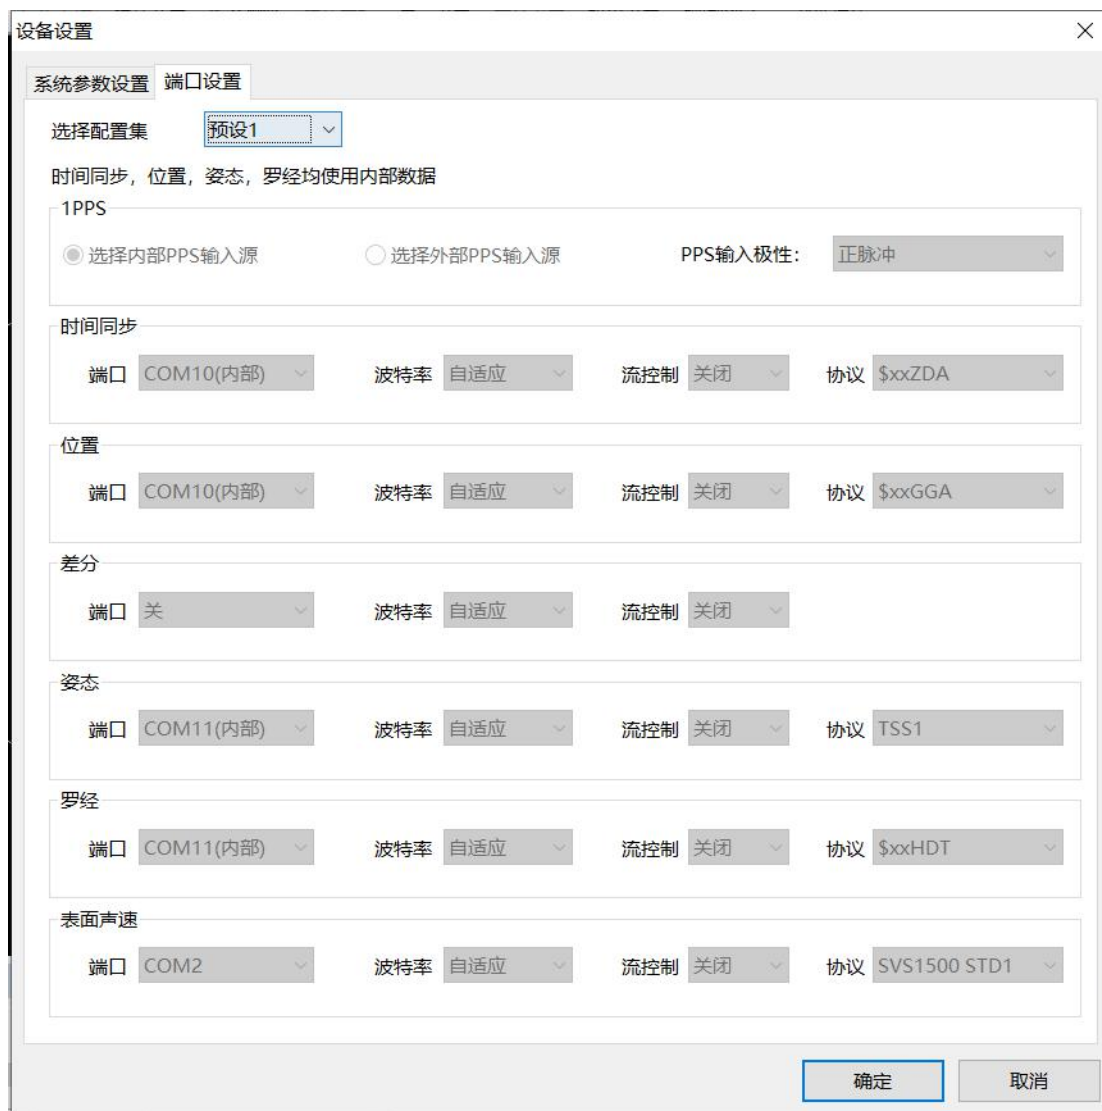 设备设置
系统参数设置 端口设置
选择配置集 预设1
时间同步，位置，姿态，罗经均使用内部数据
1PPS
选择内部PPS输入源 选择外部PPS输入源 PPS输入极性： 正脉冲
时间同步
端口 COM10(内部) 波特率 自适应 流控制 关闭 协议 $xxZDA
位置
端口 COM10(内部) 波特率 自适应 流控制 关闭 协议 $xxGGA
差分
端口 关 波特率 自适应 流控制 关闭
姿态
端口 COM11(内部) 波特率 自适应 流控制 关闭 协议 TSS1
罗经
端口 COM11(内部) 波特率 自适应 流控制 关闭 协议 $xxHDT
表面声速
端口 COM2 波特率 自适应 流控制 关闭 协议 SVS1500 STD1
确定 取消